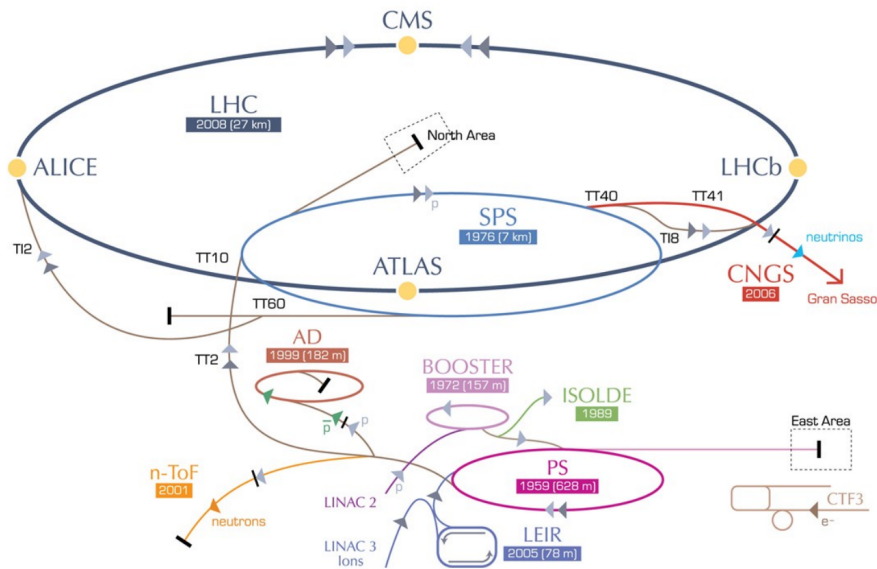 CMS
LHC
2008 (27 km)
North Area
ALICE
LHCb
TT40
TT41
p
SPS
1976 (7 km)
TI8
neutrinos
TI2
TT10
ATLAS
CNGS
2006
Gran Sasso
TT60
AD
1999 (182 m)
TT2
BOOSTER
1972 (157 m)
ISOLDE
1989
p
p
East Area
n-ToF
2001
PS
1959 (628 m)
p
LINAC 2
neutrons
CTF3
e-
LEIR
2005 (78 m)
LINAC 3
Ions